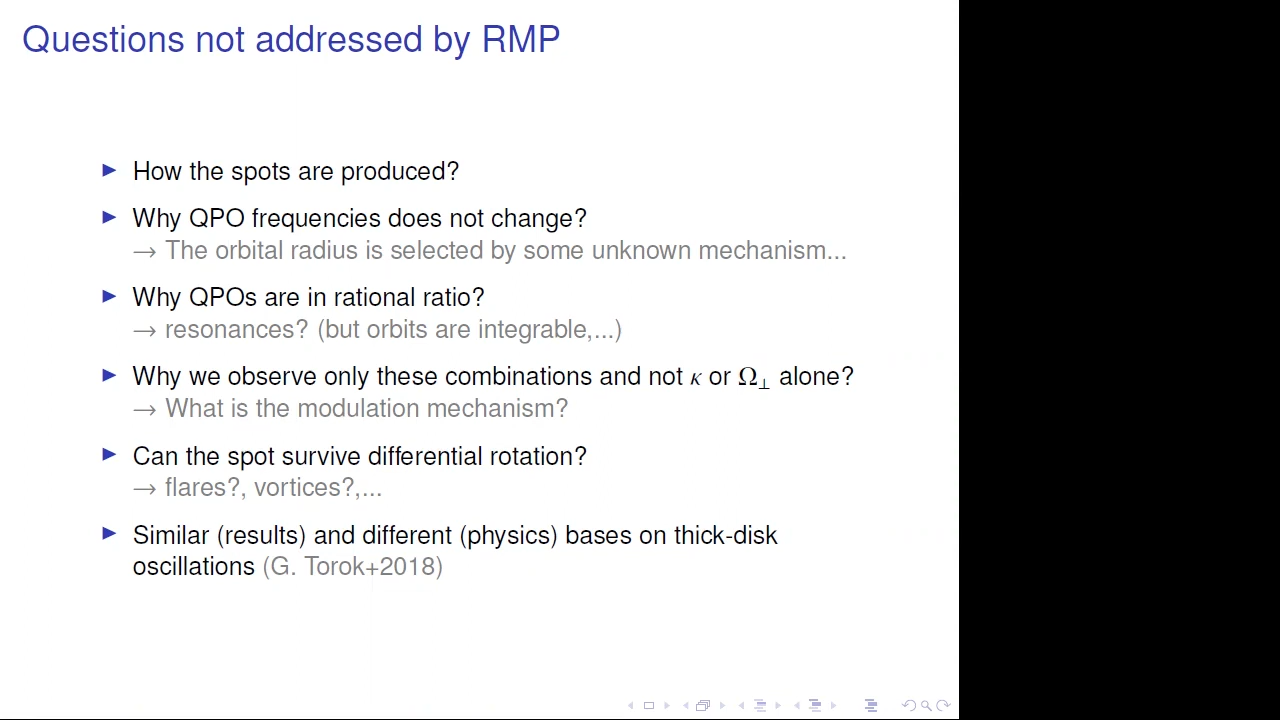 Questions not addressed by RMP
How the spots are produced?
Why QPO frequencies does not change?
→ The orbital radius is selected by some unknown mechanism...
Why QPOs are in rational ratio?
→ resonances? (but orbits are integrable,...)
Why we observe only these combinations and not κ or Ω⊥ alone?
→ What is the modulation mechanism?
Can the spot survive differential rotation?
→ flares?, vortices?,...
Similar (results) and different (physics) bases on thick-disk
oscillations (G. Torok+2018)